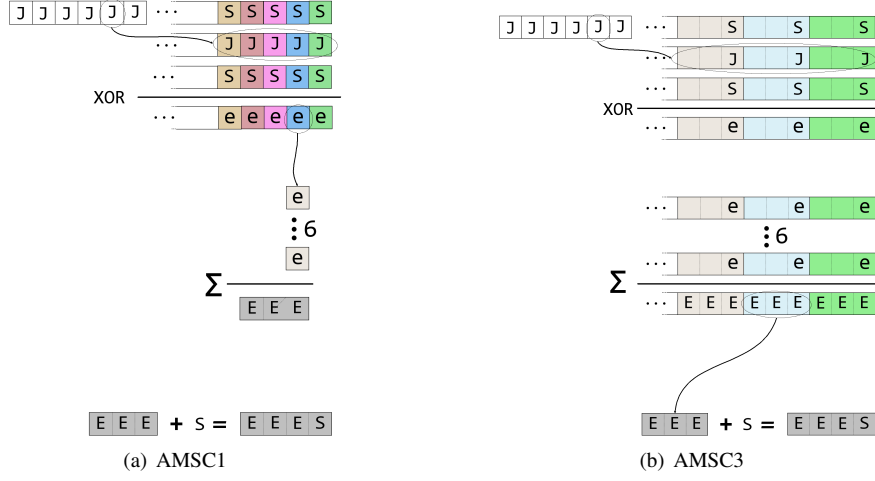 J J J J J J ··· S S S S S
··· J J J J J
··· S S S S S
XOR
··· e e e e e
e
⋮ 6
e
Σ
E E E
E E E + S = E E E S
(a) AMSC1
J J J J J J ··· S S S
··· J J J
··· S S S
XOR
··· e e e
··· e e e
⋮ 6
··· e e e
Σ
··· E E E E E E E E E
E E E + S = E E E S
(b) AMSC3